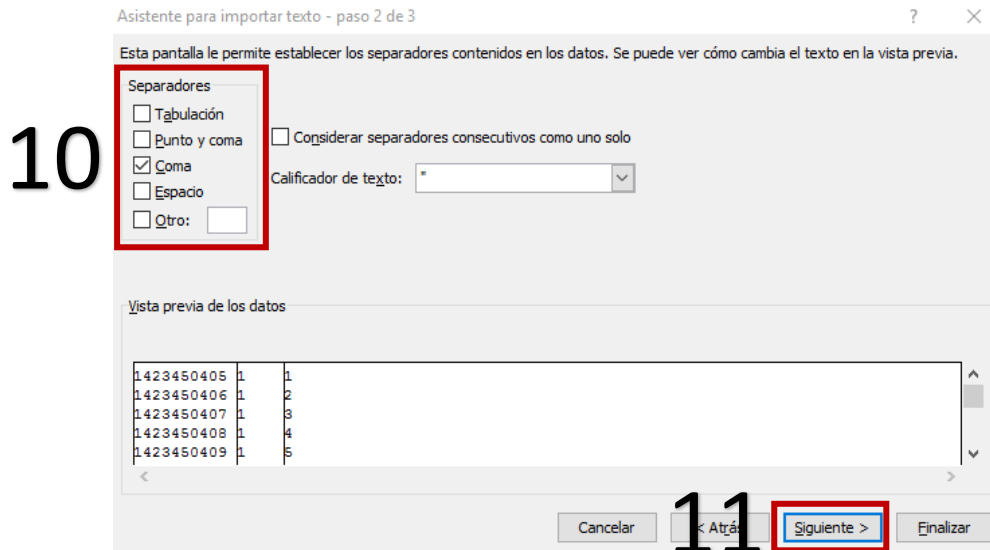 Asistente para importar texto - paso 2 de 3 ?
Esta pantalla le permite establecer los separadores contenidos en los datos. Se puede ver cómo cambia el texto en la vista previa.
Separadores
Tabulación
10
Punto y coma
Considerar separadores consecutivos como uno solo
Coma
Calificador de texto: "
Espacio
Otro:
Vista previa de los datos
1423450405 1 1
1423450406 1 2
1423450407 1 3
1423450408 1 4
1423450409 1 5
11
Cancelar < Atrás Siguiente > Finalizar